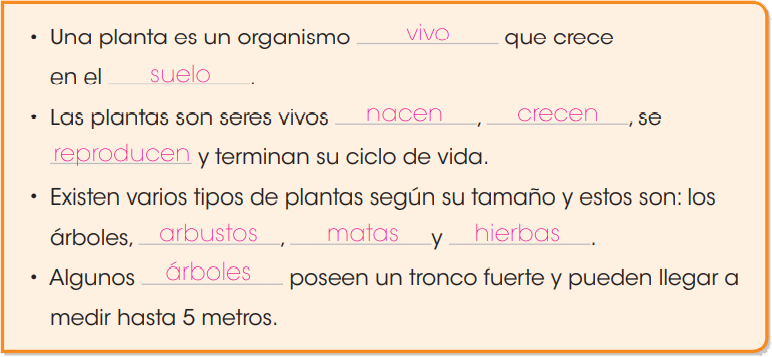 • Una planta es un organismo vivo que crece
en el suelo.
• Las plantas son seres vivos nacen, crecen, se
reproducen y terminan su ciclo de vida.
• Existen varios tipos de plantas según su tamaño y estos son: los
árboles, arbustos, matas y hierbas.
• Algunos árboles poseen un tronco fuerte y pueden llegar a
medir hasta 5 metros.